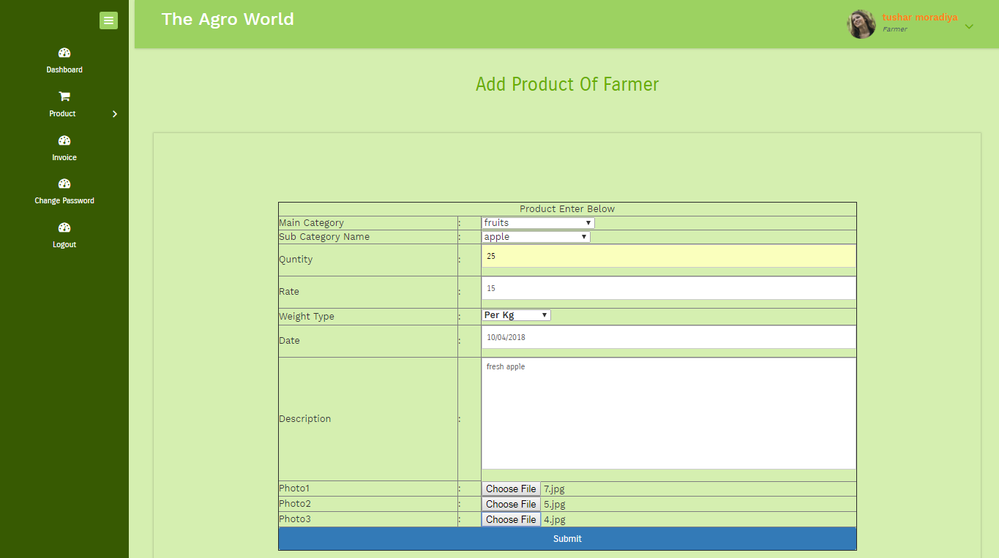 The Agro World
tushar moradiya
Farmer
Dashboard
Product
Invoice
Change Password
Logout
Add Product Of Farmer
Product Enter Below
Main Category : fruits
Sub Category Name : apple
Quntity : 25
Rate : 15
Weight Type : Per Kg
Date : 10/04/2018
Description : fresh apple
Photo1 : Choose File 7.jpg
Photo2 : Choose File 5.jpg
Photo3 : Choose File 4.jpg
Submit